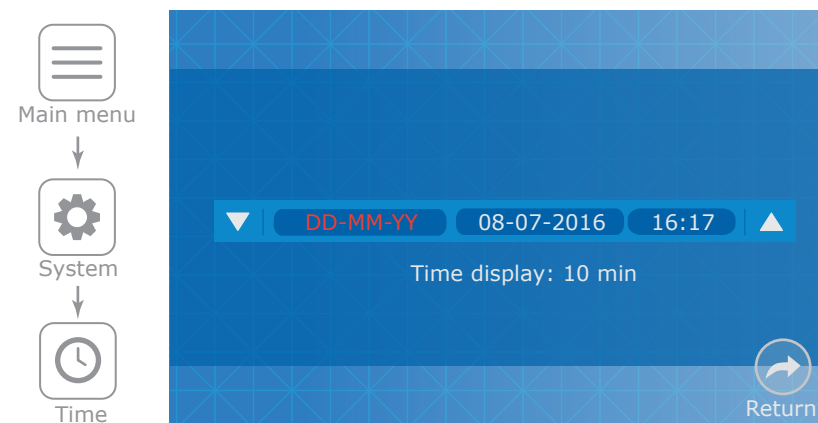 Main menu
System
Time
DD-MM-YY 08-07-2016 16:17
Time display: 10 min
Return